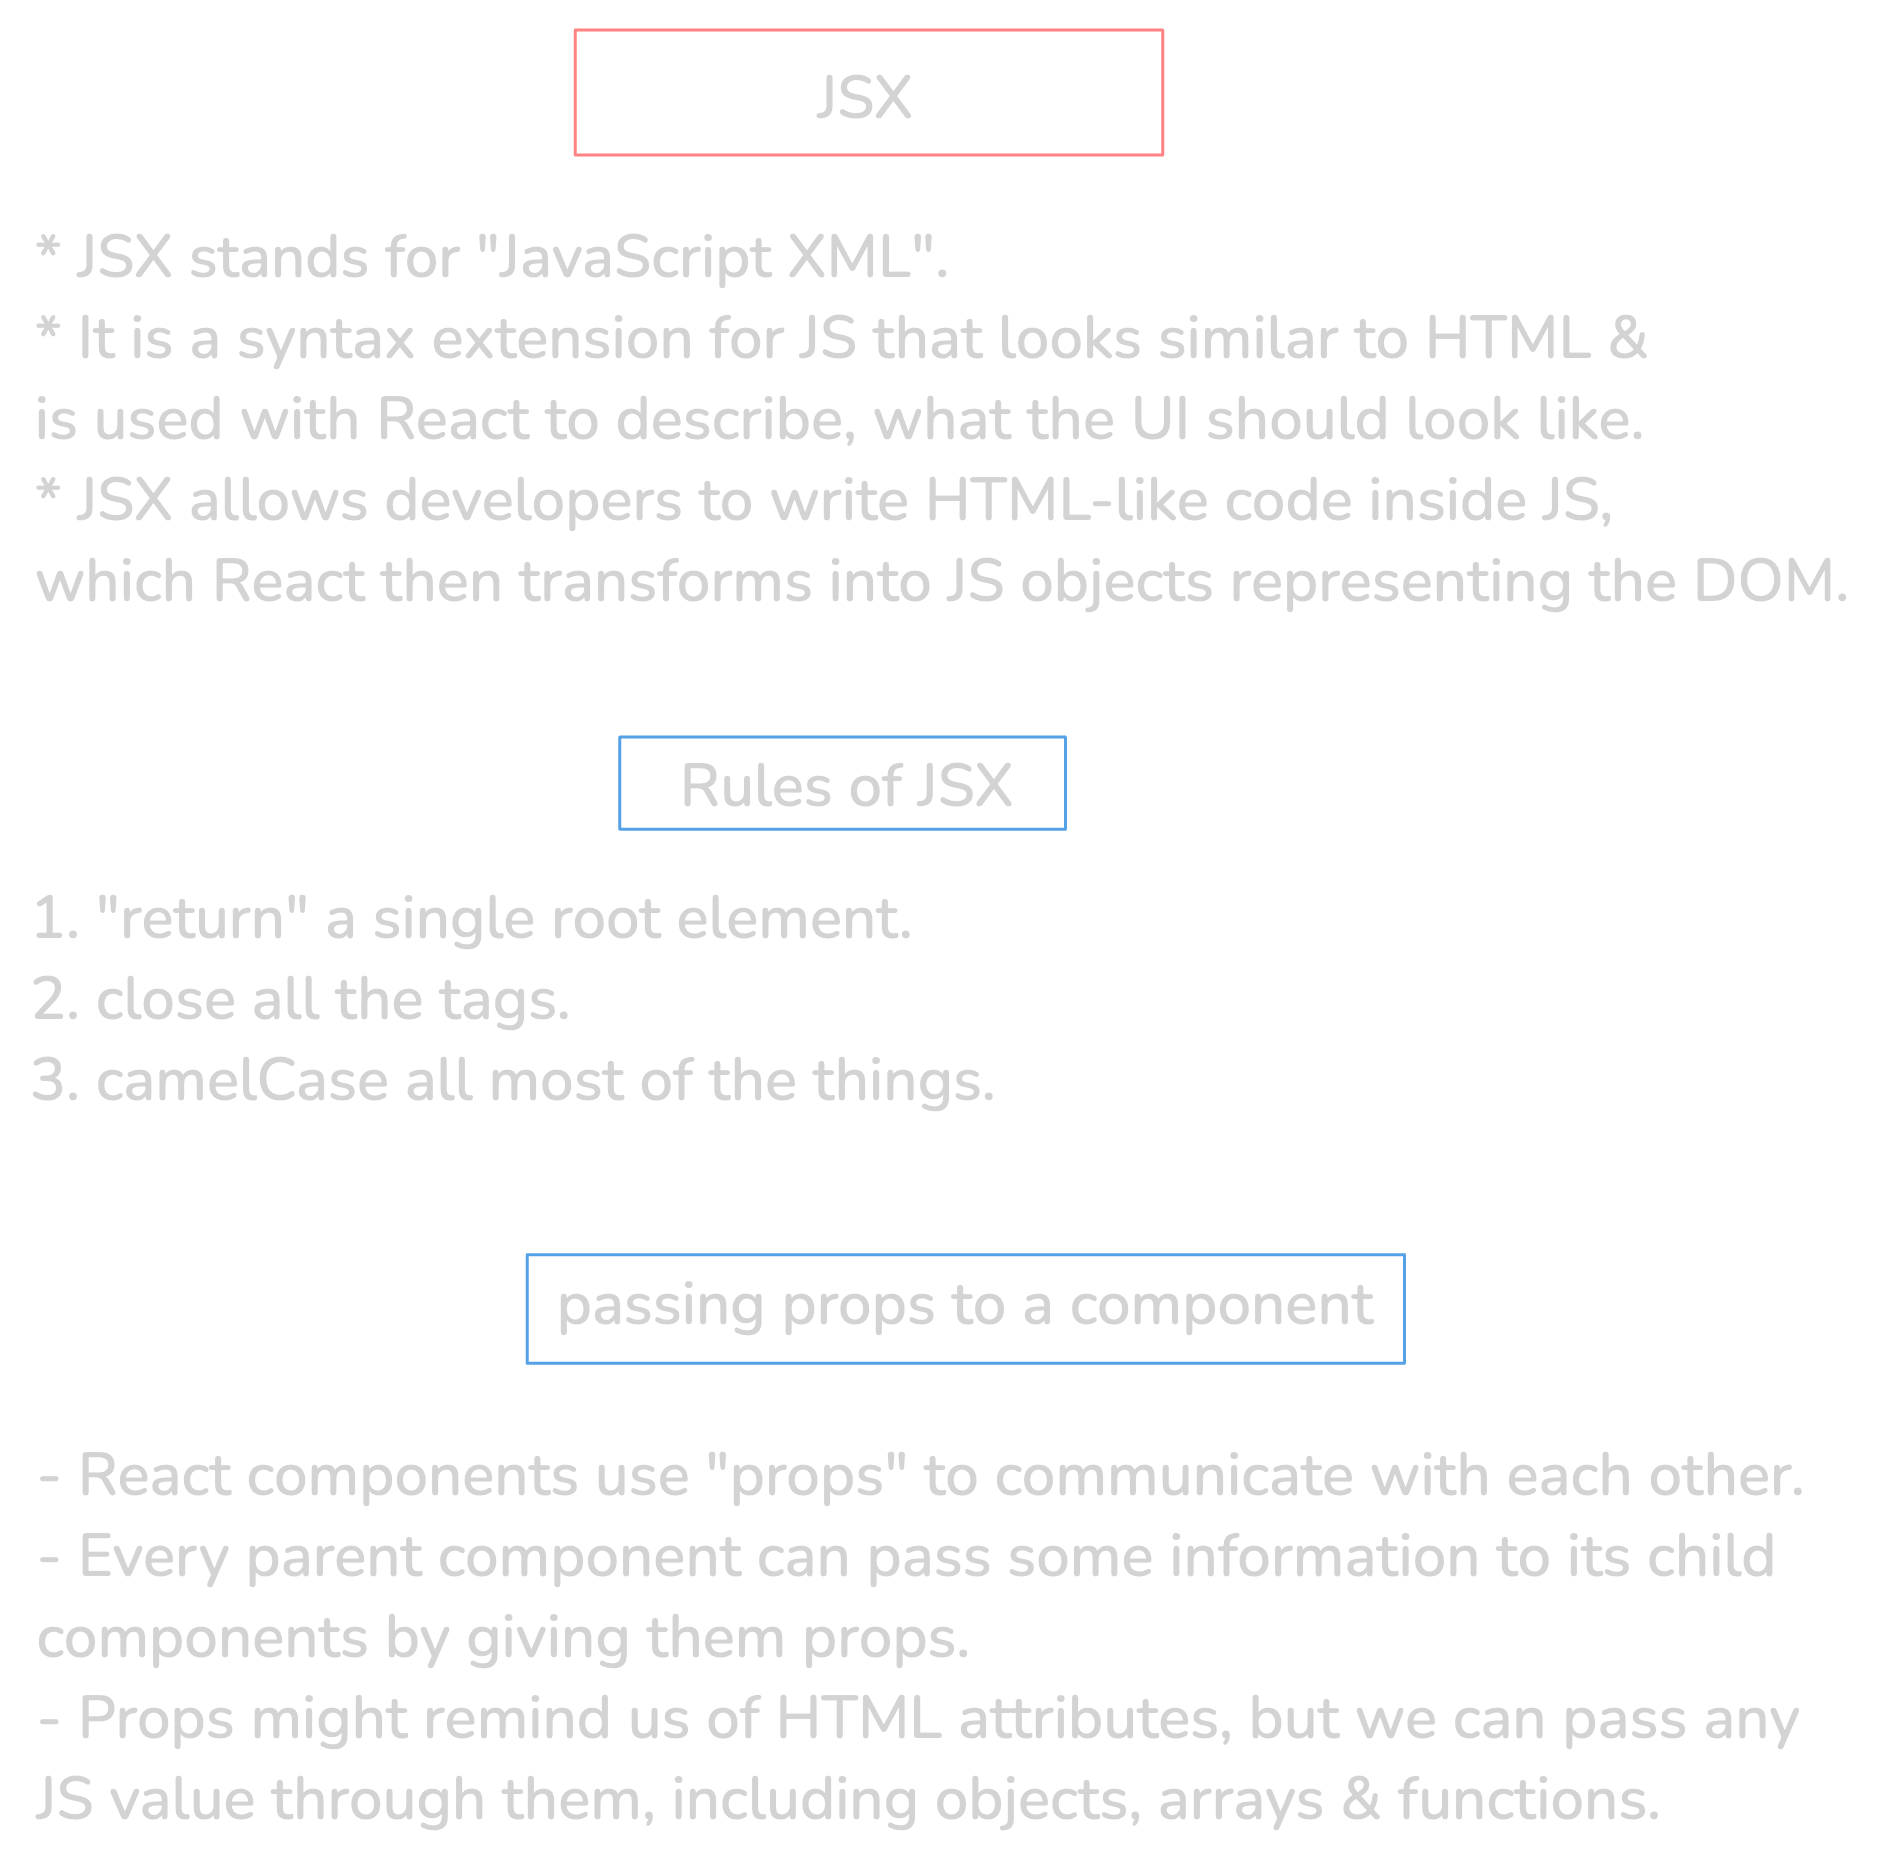 JSX
* JSX stands for "JavaScript XML".
* It is a syntax extension for JS that looks similar to HTML &
is used with React to describe, what the UI should look like.
* JSX allows developers to write HTML-like code inside JS,
which React then transforms into JS objects representing the DOM.
Rules of JSX
1. "return" a single root element.
2. close all the tags.
3. camelCase all most of the things.
passing props to a component
- React components use "props" to communicate with each other.
- Every parent component can pass some information to its child
components by giving them props.
- Props might remind us of HTML attributes, but we can pass any
JS value through them, including objects, arrays & functions.